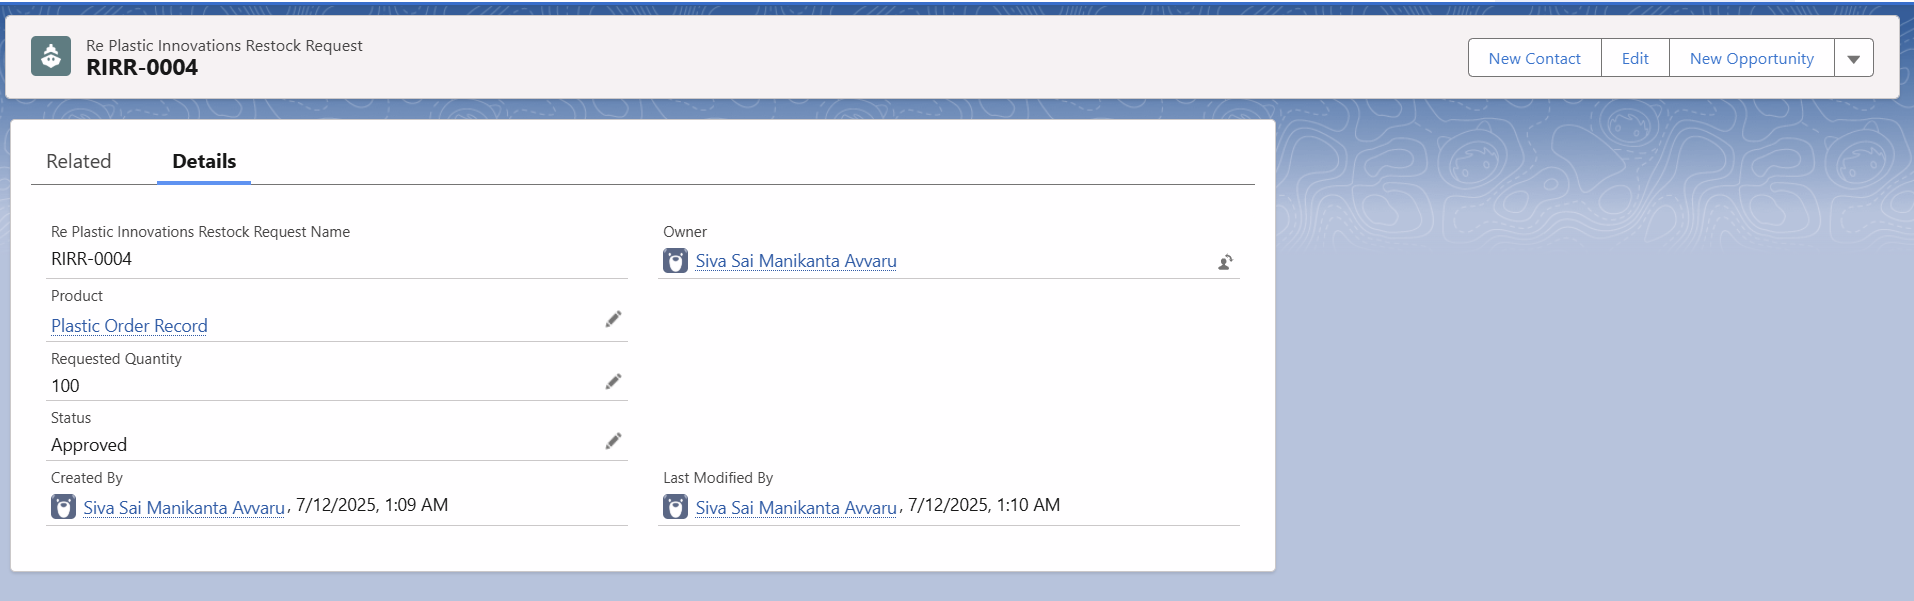 Re Plastic Innovations Restock Request
RIRR-0004
New Contact
Edit
New Opportunity
Related
Details
Re Plastic Innovations Restock Request Name
RIRR-0004
Owner
Siva Sai Manikanta Avvaru
Product
Plastic Order Record
Requested Quantity
100
Status
Approved
Created By
Siva Sai Manikanta Avvaru, 7/12/2025, 1:09 AM
Last Modified By
Siva Sai Manikanta Avvaru, 7/12/2025, 1:10 AM